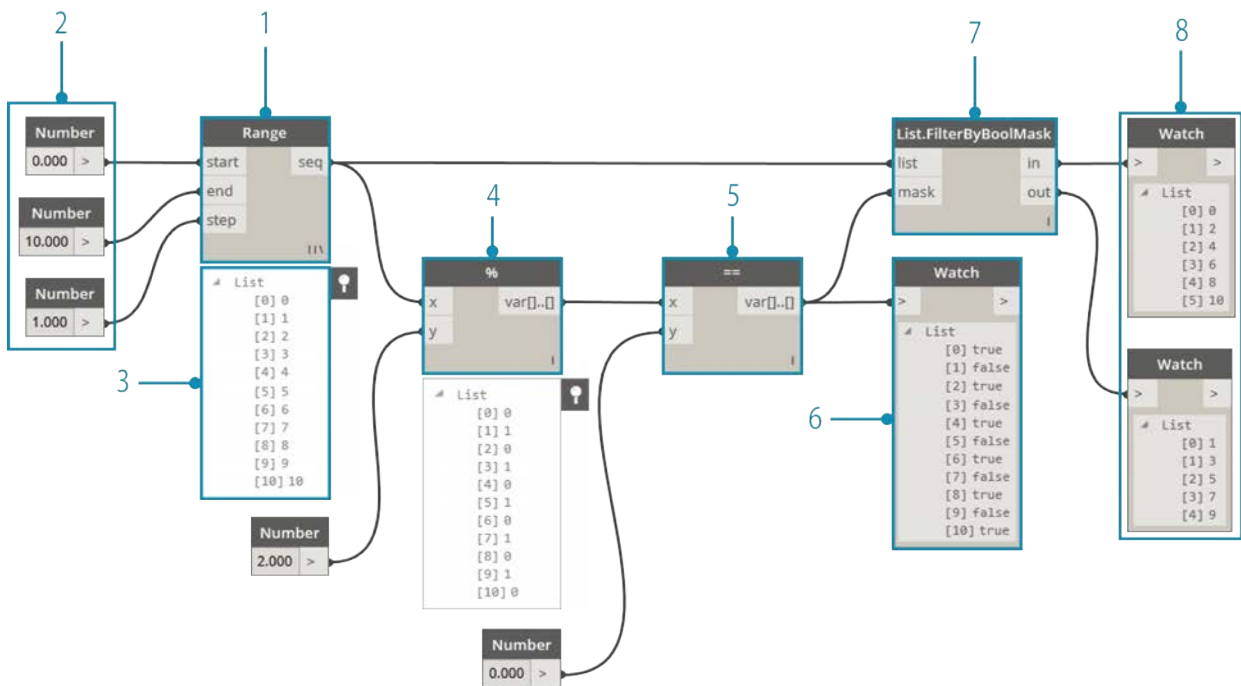 2
1
7
8
Number
0.000 >
Number
10.000 >
Number
1.000 >
Range
start seq
end
step
List
[0] 0
[1] 1
[2] 2
[3] 3
[4] 4
[5] 5
[6] 6
[7] 7
[8] 8
[9] 9
[10] 10
3
Number
2.000 >
4
%
x var[]..[]
y
List
[0] 0
[1] 1
[2] 0
[3] 1
[4] 0
[5] 1
[6] 0
[7] 1
[8] 0
[9] 1
[10] 0
Number
0.000 >
5
==
x var[]..[]
y
Watch
> >
List
[0] true
[1] false
[2] true
[3] false
[4] true
[5] false
[6] true
[7] false
[8] true
[9] false
[10] true
6
List.FilterByBoolMask
list in
mask out
Watch
> >
List
[0] 0
[1] 2
[2] 4
[3] 6
[4] 8
[5] 10
Watch
> >
List
[0] 1
[1] 3
[2] 5
[3] 7
[4] 9